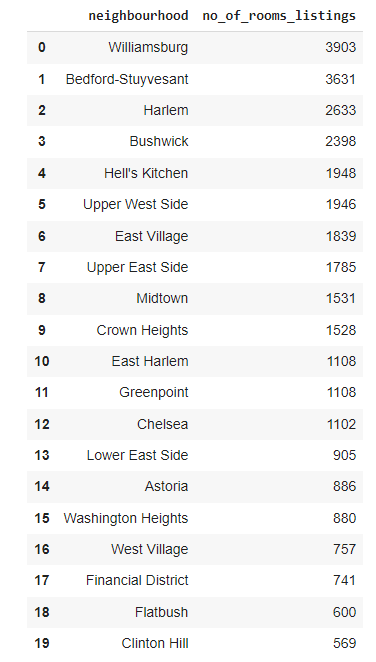 neighbourhood no_of_rooms_listings
0 Williamsburg 3903
1 Bedford-Stuyvesant 3631
2 Harlem 2633
3 Bushwick 2398
4 Hell's Kitchen 1948
5 Upper West Side 1946
6 East Village 1839
7 Upper East Side 1785
8 Midtown 1531
9 Crown Heights 1528
10 East Harlem 1108
11 Greenpoint 1108
12 Chelsea 1102
13 Lower East Side 905
14 Astoria 886
15 Washington Heights 880
16 West Village 757
17 Financial District 741
18 Flatbush 600
19 Clinton Hill 569